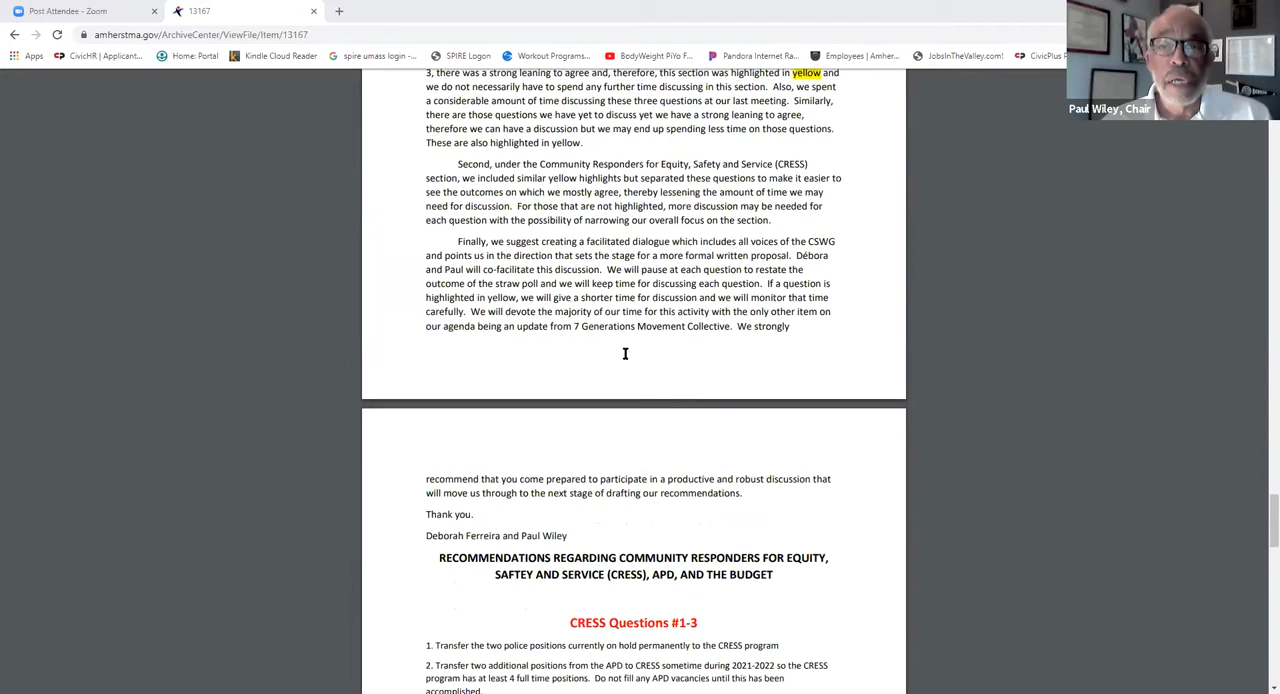 Post Attendee - Zoom
13167
amherstma.gov/ArchiveCenter/ViewFile/Item/13167
Apps
CivicHR | Applicant...
Home: Portal
Kindle Cloud Reader
spire umass login -...
SPIRE Logon
Workout Programs...
BodyWeight PiYo F...
Pandora Internet Ra...
Employees | Amher...
JobsInTheValley.com!
CivicPlus
Paul Wiley, Chair
3, there was a strong leaning to agree and, therefore, this section was highlighted in yellow and
we do not necessarily have to spend any further time discussing in this section. Also, we spent
a considerable amount of time discussing these three questions at our last meeting. Similarly,
there are those questions we have yet to discuss yet we have a strong leaning to agree,
therefore we can have a discussion but we may end up spending less time on those questions.
These are also highlighted in yellow.
Second, under the Community Responders for Equity, Safety and Service (CRESS)
section, we included similar yellow highlights but separated these questions to make it easier to
see the outcomes on which we mostly agree, thereby lessening the amount of time we may
need for discussion. For those that are not highlighted, more discussion may be needed for
each question with the possibility of narrowing our overall focus on the section.
Finally, we suggest creating a facilitated dialogue which includes all voices of the CSWG
and points us in the direction that sets the stage for a more formal written proposal. Débora
and Paul will co-facilitate this discussion. We will pause at each question to restate the
outcome of the straw poll and we will keep time for discussing each question. If a question is
highlighted in yellow, we will give a shorter time for discussion and we will monitor that time
carefully. We will devote the majority of our time for this activity with the only other item on
our agenda being an update from 7 Generations Movement Collective. We strongly
recommend that you come prepared to participate in a productive and robust discussion that
will move us through to the next stage of drafting our recommendations.
Thank you.
Deborah Ferreira and Paul Wiley
RECOMMENDATIONS REGARDING COMMUNITY RESPONDERS FOR EQUITY,
SAFTEY AND SERVICE (CRESS), APD, AND THE BUDGET
CRESS Questions #1-3
1. Transfer the two police positions currently on hold permanently to the CRESS program
2. Transfer two additional positions from the APD to CRESS sometime during 2021-2022 so the CRESS
program has at least 4 full time positions. Do not fill any APD vacancies until this has been
accomplished.